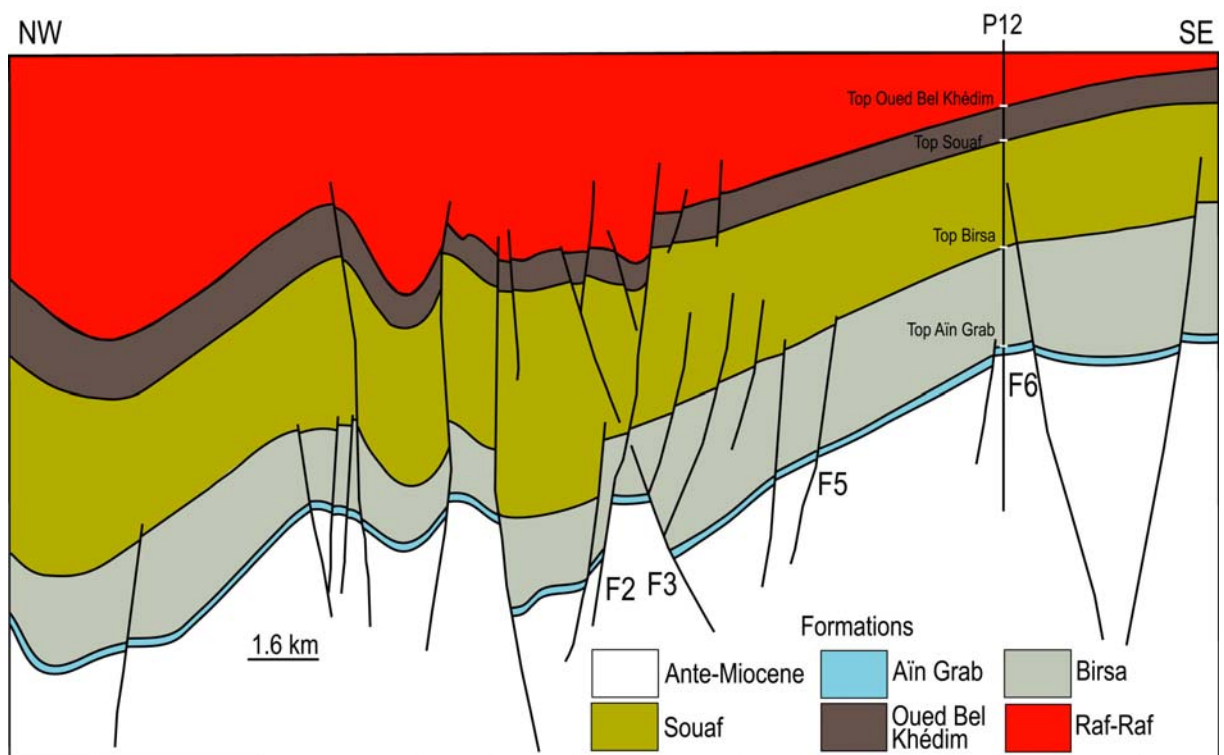 NW
P12
SE
Top Oued Bel Khédim
Top Souaf
Top Birsa
Top Aïn Grab
F6
F5
F2
F3
1.6 km
Formations
Ante-Miocene
Aïn Grab
Birsa
Souaf
Oued Bel
Khédim
Raf-Raf